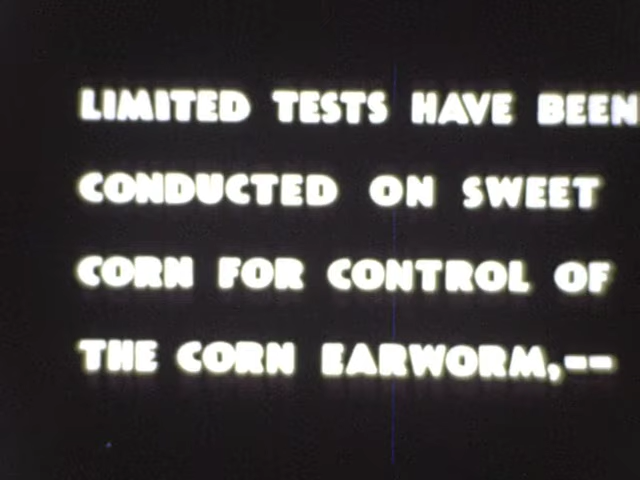 LIMITED TESTS HAVE BEEN
CONDUCTED ON SWEET
CORN FOR CONTROL OF
THE CORN EARWORM,--